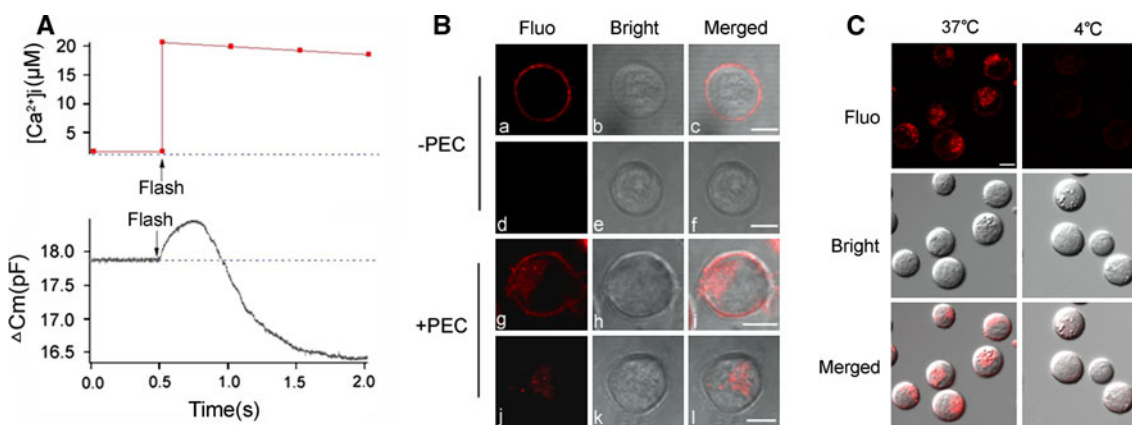 A
[Ca²⁺]i(μM)
20
15
10
5
Flash
Flash
ΔCm(pF)
18.0
17.5
17.0
16.5
0.0 0.5 1.0 1.5 2.0
Time(s)
B
Fluo Bright Merged
-PEC
a b c
d e f
+PEC
g h i
j k l
C
37℃ 4℃
Fluo
Bright
Merged